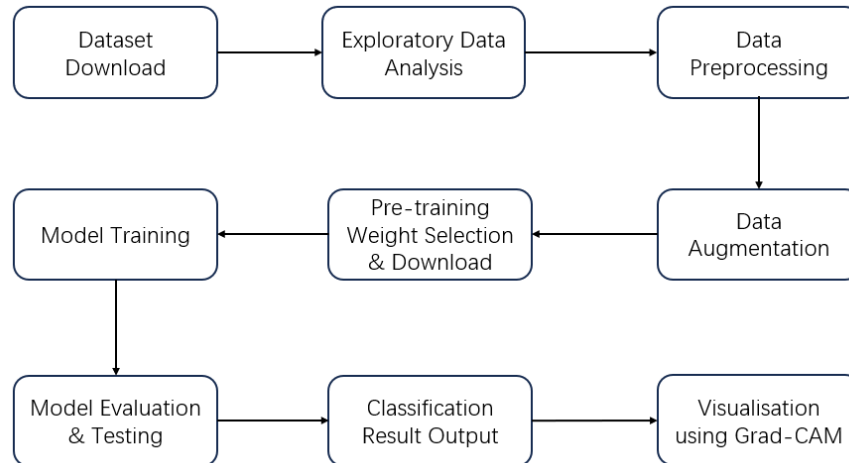 Dataset
Download
Exploratory Data
Analysis
Data
Preprocessing
Data
Augmentation
Pre-training
Weight Selection
& Download
Model Training
Model Evaluation
& Testing
Classification
Result Output
Visualisation
using Grad-CAM